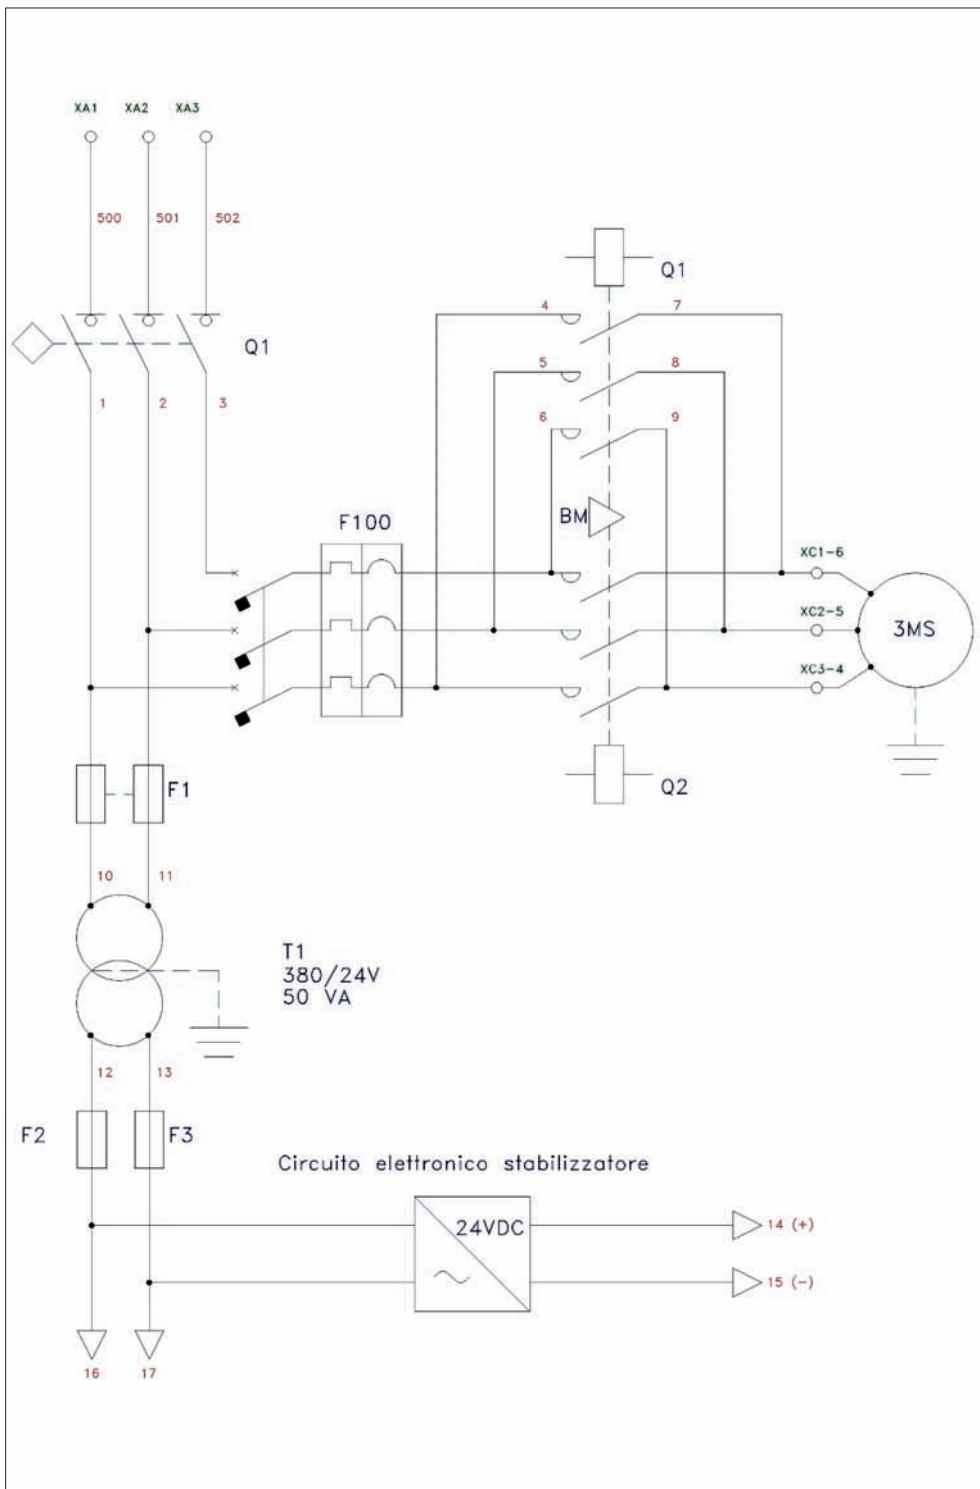 XA1 XA2 XA3
500 501 502
Q1
4 7
Q1
5 8
1 2 3
6 9
F100
BM
XC1-6
XC2-5
3MS
XC3-4
F1
Q2
10 11
T1
380/24V
50 VA
12 13
F2 F3
Circuito elettronico stabilizzatore
24VDC
14 (+)
15 (-)
16 17